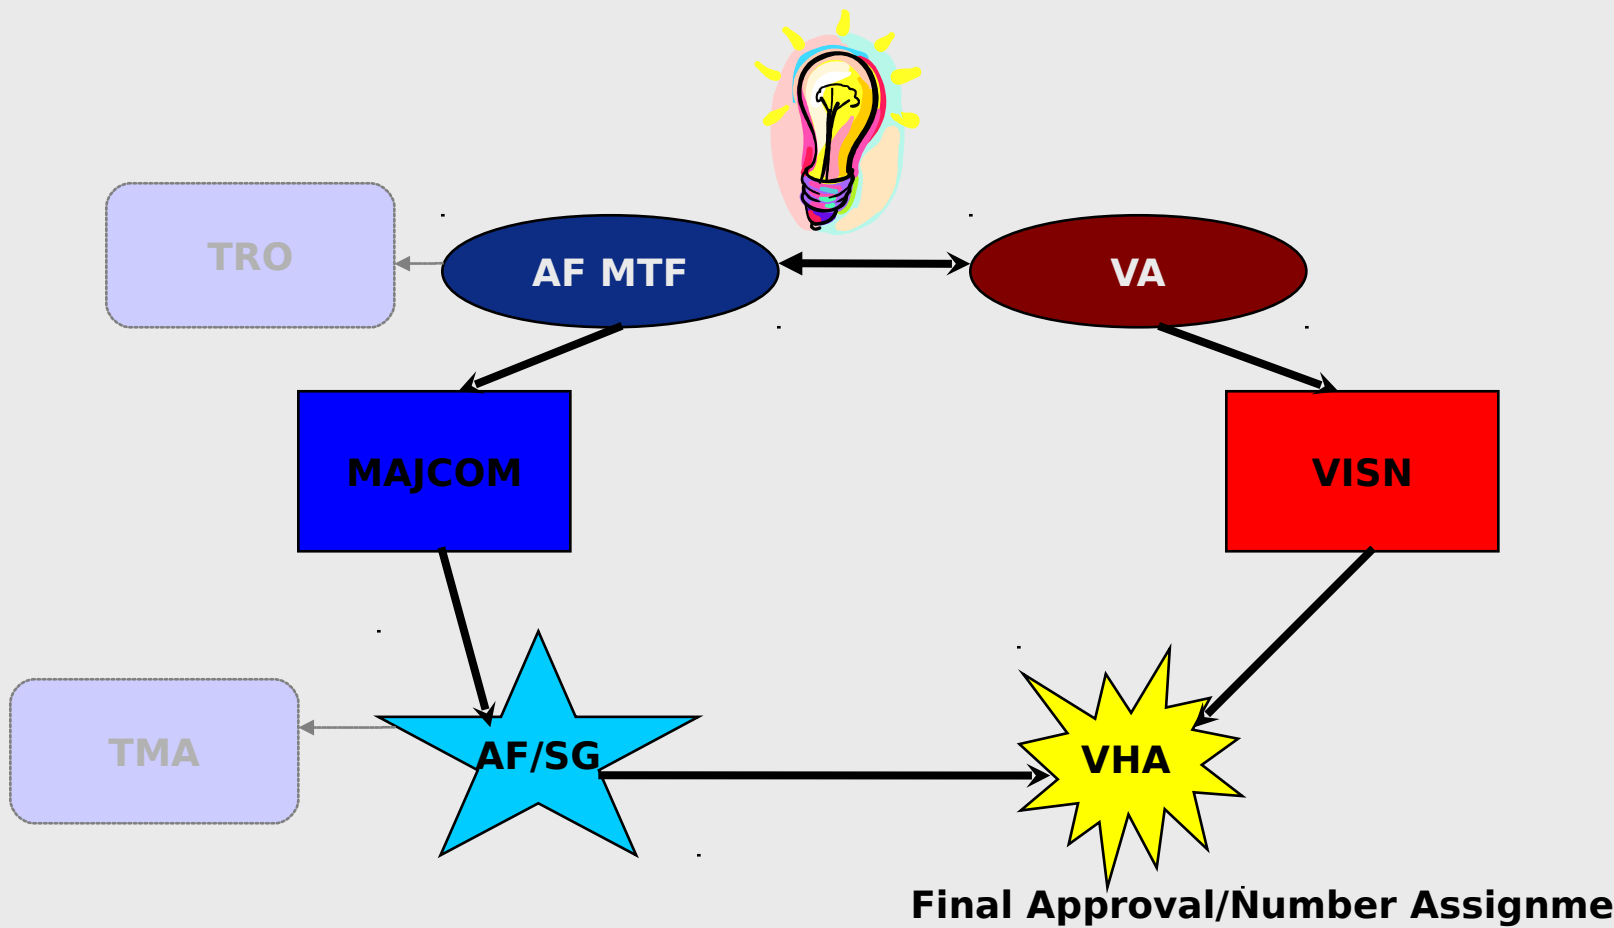 TRO
AF MTF
VA
MAJCOM
VISN
TMA
AF/SG
VHA
Final Approval/Number Assignme